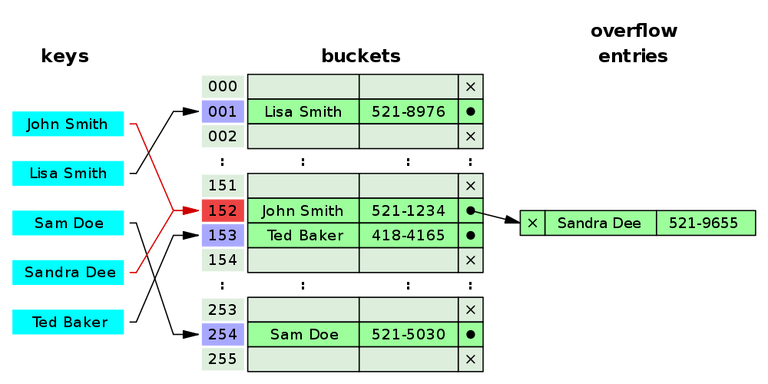 overflow
keys buckets entries
000 ×
John Smith 001 Lisa Smith 521-8976 ●
002 ×
Lisa Smith : : : :
151 ×
Sam Doe 152 John Smith 521-1234 ● × Sandra Dee 521-9655
153 Ted Baker 418-4165 ●
Sandra Dee 154 ×
: : : :
Ted Baker 253 ×
254 Sam Doe 521-5030 ●
255 ×